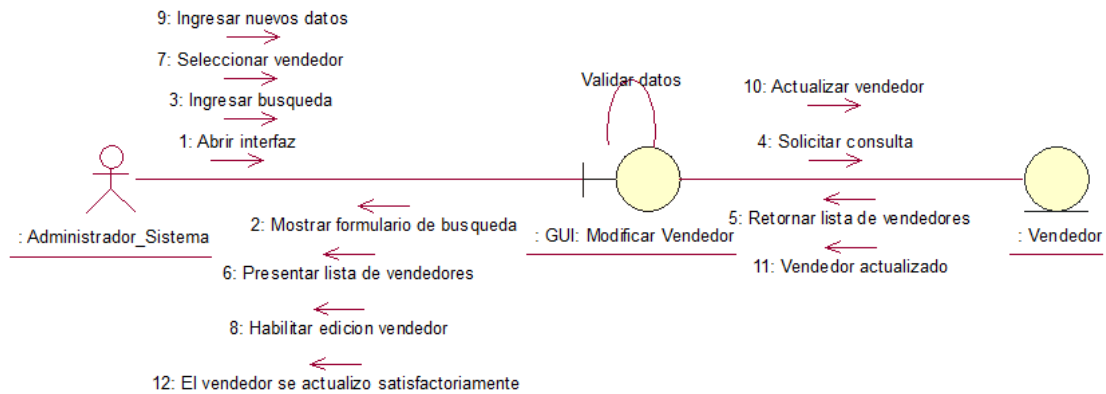 9: Ingresar nuevos datos
7: Seleccionar vendedor
3: Ingresar busqueda
1: Abrir interfaz
Validar datos
10: Actualizar vendedor
4: Solicitar consulta
: Administrador_Sistema
2: Mostrar formulario de busqueda
: GUI: Modificar Vendedor
5: Retornar lista de vendedores
: Vendedor
6: Presentar lista de vendedores
11: Vendedor actualizado
8: Habilitar edicion vendedor
12: El vendedor se actualizo satisfactoriamente